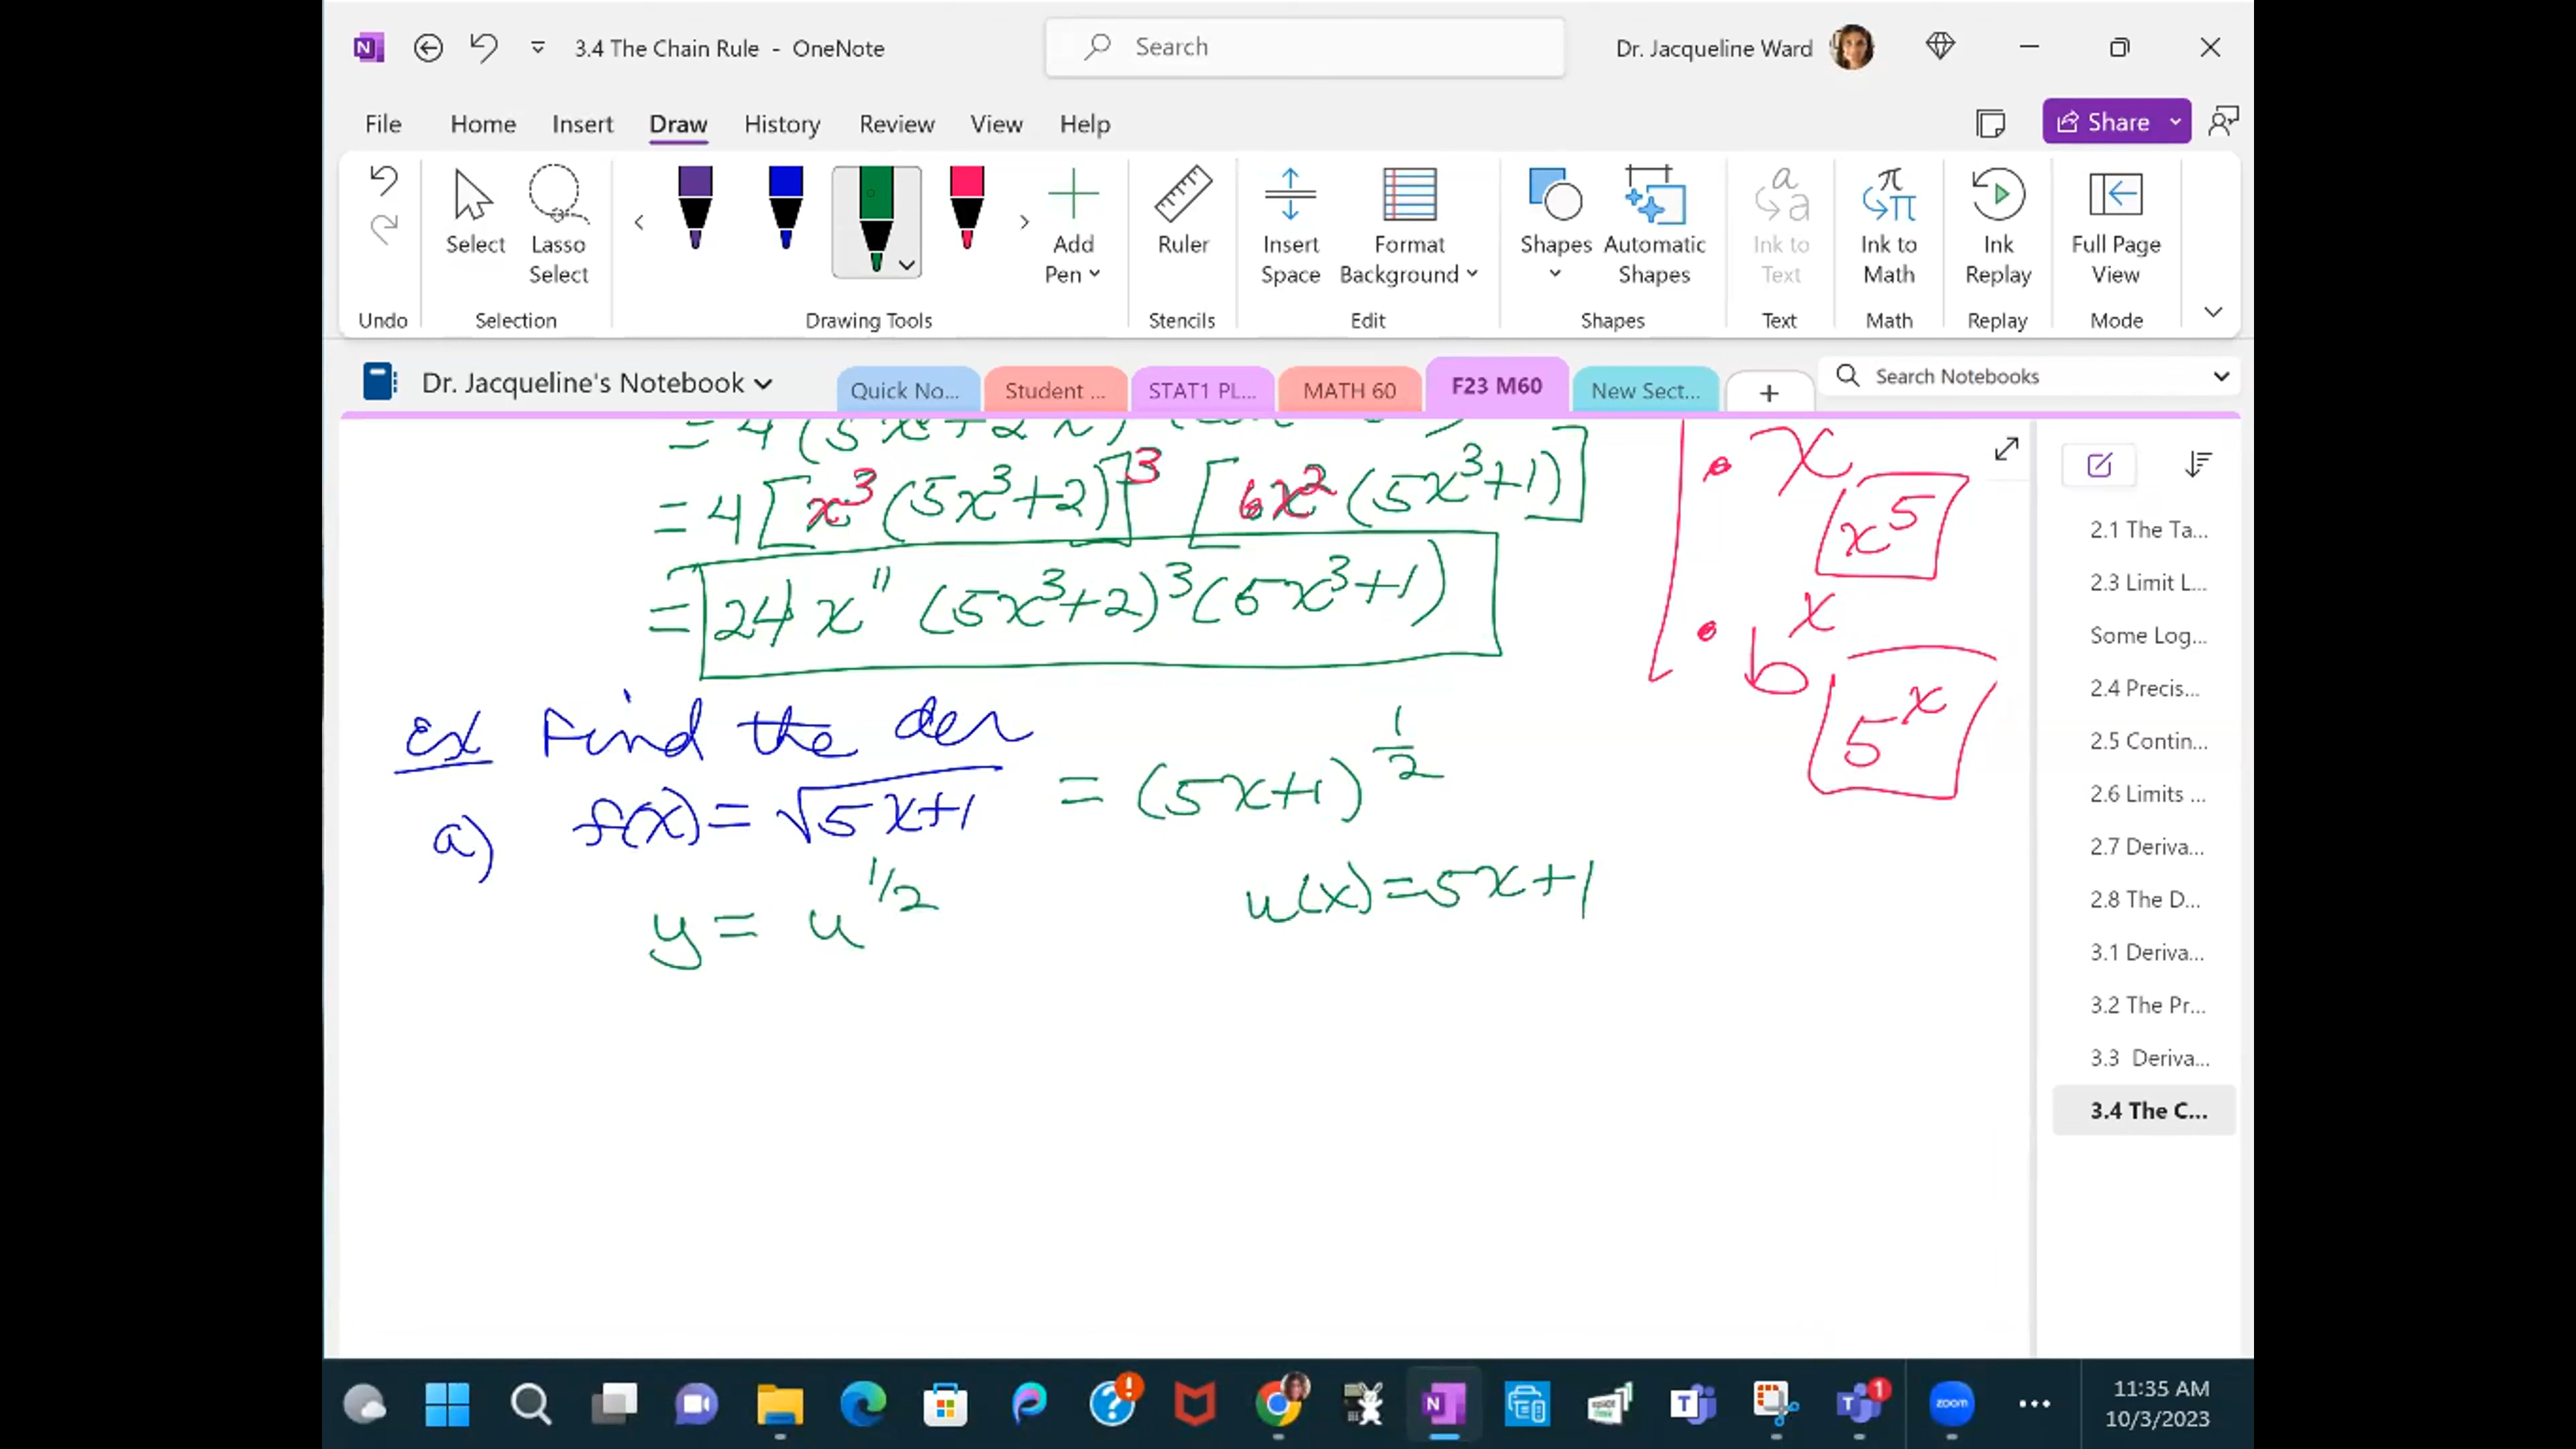 3.4 The Chain Rule - OneNote
Search
Dr. Jacqueline Ward
File Home Insert Draw History Review View Help
Share
Select
Lasso Select
Add Pen
Ruler
Insert Space
Format Background
Shapes
Automatic Shapes
Ink to Text
Ink to Math
Ink Replay
Full Page View
Undo Selection Drawing Tools Stencils Edit Shapes Text Math Replay Mode
Dr. Jacqueline's Notebook
Quick No... Student ... STAT1 PL... MATH 60 F23 M60 New Sect... +
Search Notebooks
= 4[x³(5x³+2)]³ [6x²(5x³+1)]
= 24x¹¹(5x³+2)³(5x³+1)
Ex Find the der
a) f(x) = √5x+1 = (5x+1)^1/2
y = u^1/2 u(x) = 5x+1
• x
x⁵
• b^x
5^x
2.1 The Ta...
2.3 Limit L...
Some Log...
2.4 Precis...
2.5 Contin...
2.6 Limits ...
2.7 Deriva...
2.8 The D...
3.1 Deriva...
3.2 The Pr...
3.3 Deriva...
3.4 The C...
zoom
11:35 AM
10/3/2023